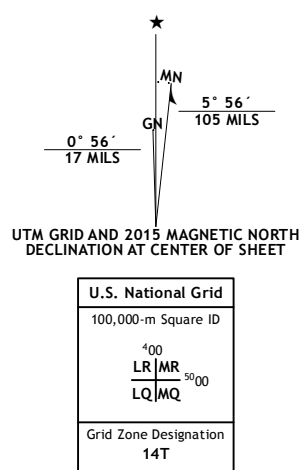 ★
MN
5° 56´
105 MILS
GN
0° 56´
17 MILS
UTM GRID AND 2015 MAGNETIC NORTH
DECLINATION AT CENTER OF SHEET
U.S. National Grid
100,000-m Square ID
⁴00
LR MR
⁵⁰00
LQ MQ
Grid Zone Designation
14T